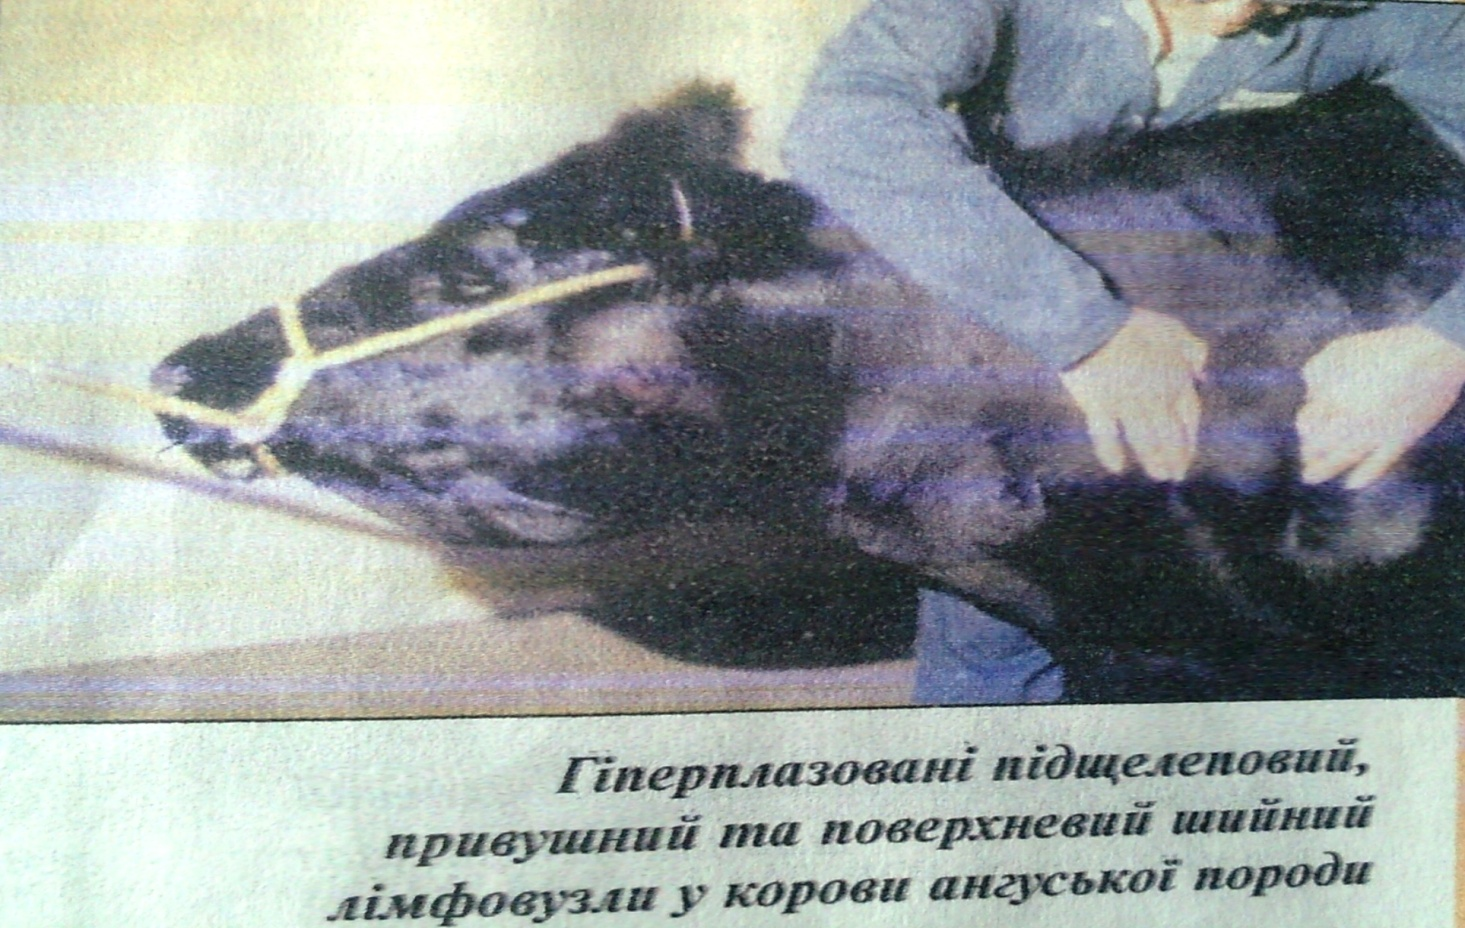 Гіперплазовані підщелеповий,
привушний та поверхневий шийний
лімфовузли у корови ангуської породи